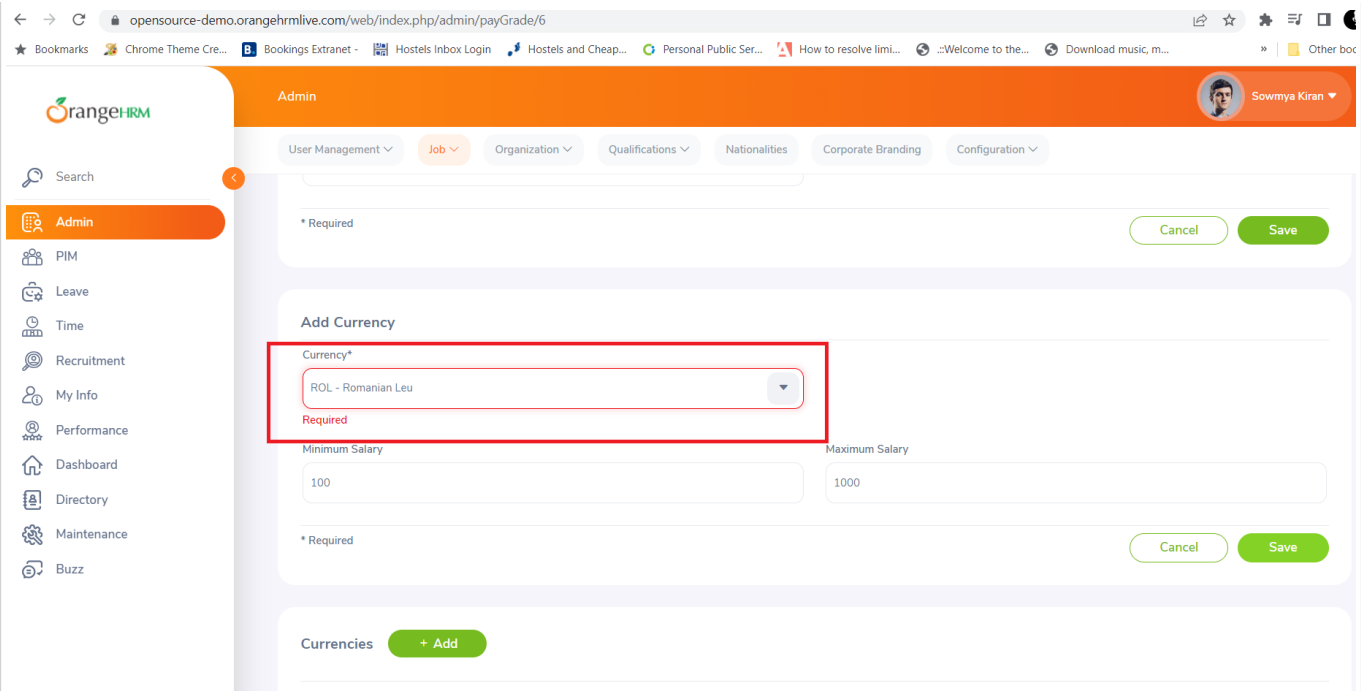 opensource-demo.orangehrmlive.com/web/index.php/admin/payGrade/6
Bookmarks Chrome Theme Cre... B. Bookings Extranet - Hostels Inbox Login Hostels and Cheap... Personal Public Ser... How to resolve limi... .::Welcome to the... Download music, m... » Other boo
OrangeHRM
Admin
Sowmya Kiran
User Management Job Organization Qualifications Nationalities Corporate Branding Configuration
Search
Admin
PIM
Leave
Time
Recruitment
My Info
Performance
Dashboard
Directory
Maintenance
Buzz
* Required
Cancel Save
Add Currency
Currency*
ROL - Romanian Leu
Required
Minimum Salary Maximum Salary
100 1000
* Required
Cancel Save
Currencies + Add